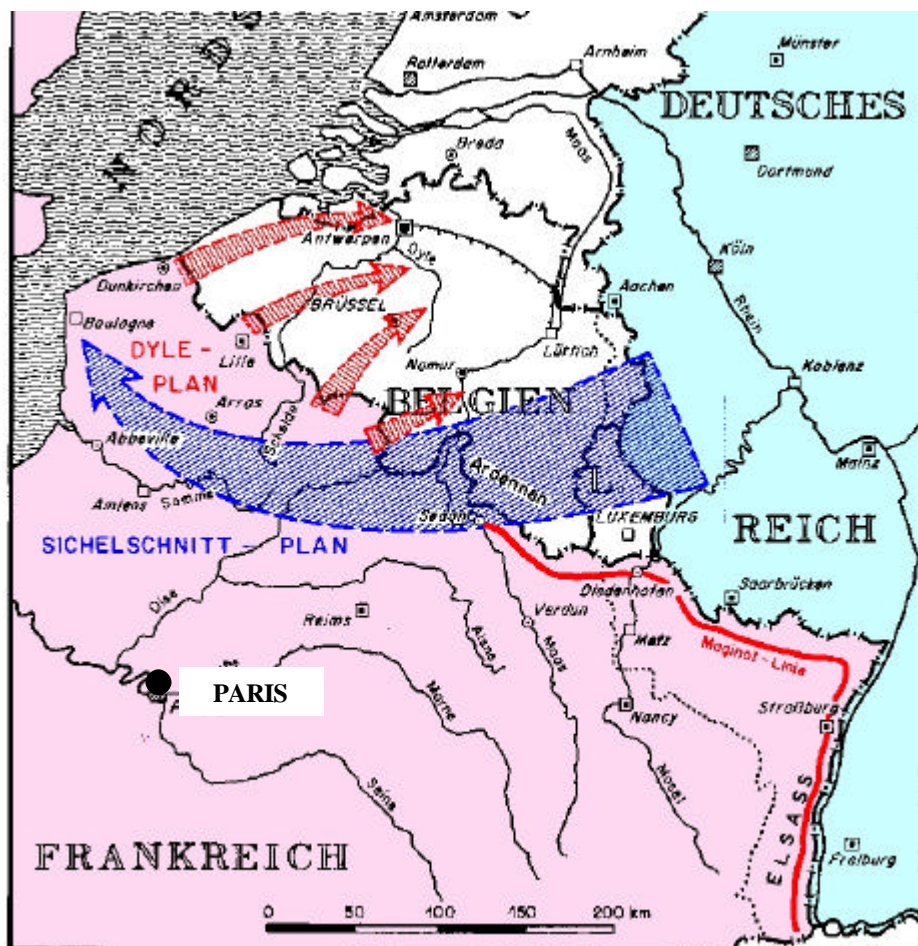 Amsterdam
Rotterdam
Arnheim
Münster
DEUTSCHES
NORD
Breda
Maas
Dortmund
Antwerpen
Dyle
Köln
Dunkirchen
BRÜSSEL
Aachen
Rhein
Boulogne
DYLE-
PLAN
Lille
Namur
Lüttich
Koblenz
BELGIEN
Arras
Schelde
Abbeville
Ardennen
L
Mainz
Amiens
Somme
Sedan
LUXEMBURG
REICH
SICHELSCHNITT-PLAN
Oise
Diedenhofen
Saarbrücken
Reims
Aisne
Verdun
Maas
Metz
Maginot-Linie
PARIS
Marne
Nancy
Straßburg
Seine
Mosel
ELSASS
FRANKREICH
Freiburg
0 50 100 150 200 km